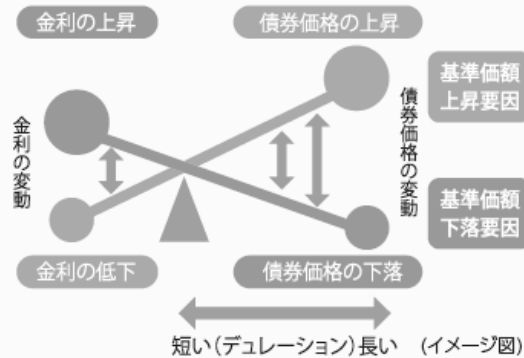 金利の上昇
債券価格の上昇
基準価額
上昇要因
金利の変動
債券価格の変動
基準価額
下落要因
金利の低下
債券価格の下落
短い(デュレーション)長い (イメージ図)